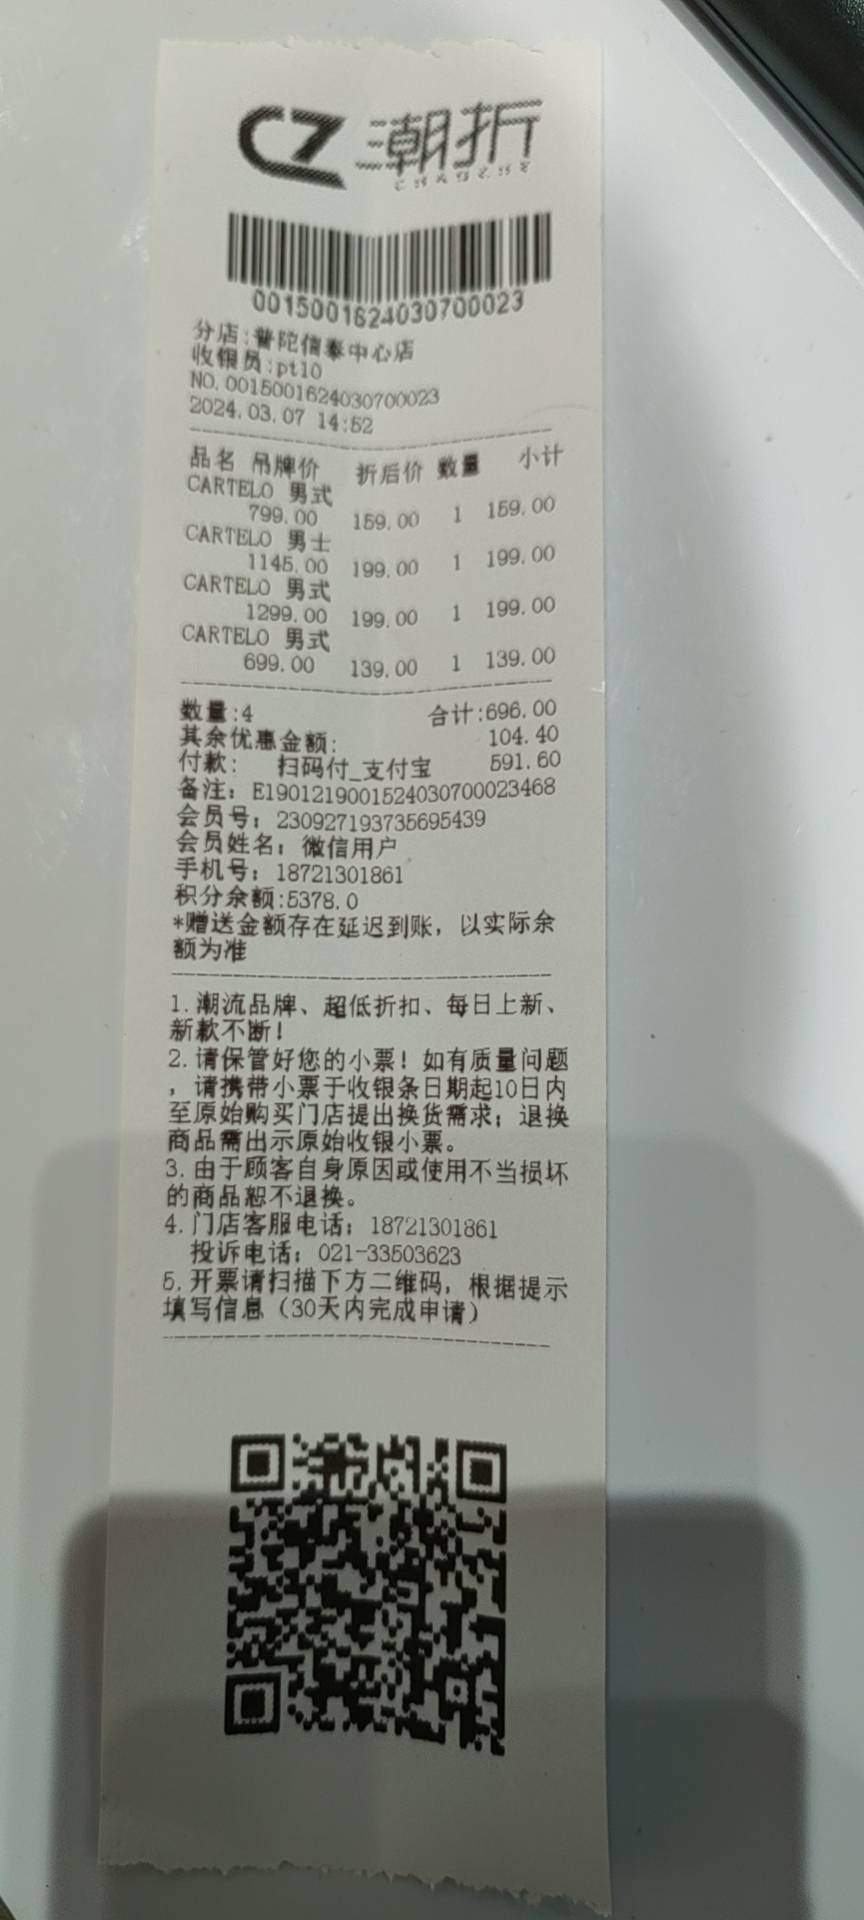 CZ 潮折
0015001624030700023
分店:普陀信泰中心店
收银员:pt10
NO.0015001624030700023
2024.03.07 14:52
品名 吊牌价 折后价 数量 小计
CARTELO 男式
799.00 159.00 1 159.00
CARTELO 男士
1145.00 199.00 1 199.00
CARTELO 男式
1299.00 199.00 1 199.00
CARTELO 男式
699.00 139.00 1 139.00
数量:4 合计:696.00
其余优惠金额: 104.40
付款: 扫码付_支付宝 591.60
备注: E1901219001524030700023468
会员号: 230927193735695439
会员姓名: 微信用户
手机号: 18721301861
积分余额:5378.0
*赠送金额存在延迟到账，以实际余
额为准
1.潮流品牌、超低折扣、每日上新、
新款不断！
2.请保管好您的小票！如有质量问题
，请携带小票于收银条日期起10日内
至原始购买门店提出换货需求；退换
商品需出示原始收银小票。
3.由于顾客自身原因或使用不当损坏
的商品恕不退换。
4.门店客服电话：18721301861
投诉电话：021-33503623
5.开票请扫描下方二维码，根据提示
填写信息（30天内完成申请）